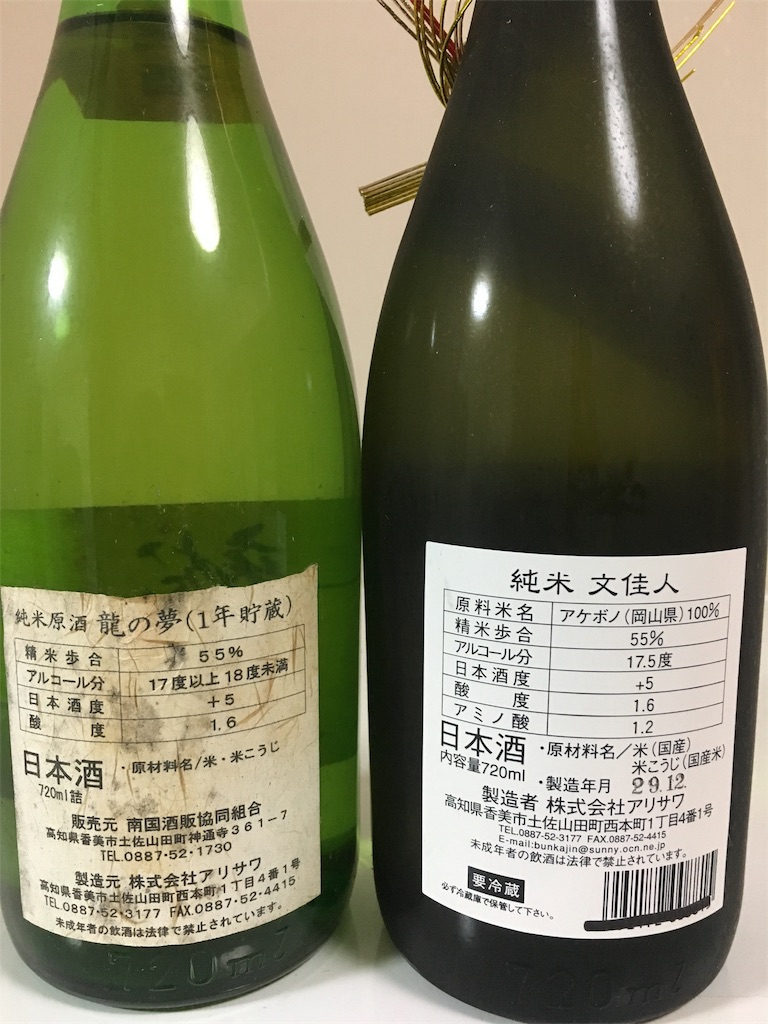 純米原酒 龍の夢(1年貯蔵)
精米歩合 55%
アルコール分 17度以上18度未満
日本酒度 +5
酸度 1.6
日本酒 ・原材料名/米・米こうじ
720ml詰
販売元 南国酒販協同組合
高知県香美市土佐山田町神通寺361-7
TEL.0887・52・1730
製造元 株式会社アリサワ
高知県香美市土佐山田町西本町1丁目4番1号
TEL.0887・52・3177 FAX.0887・52・4415
未成年者の飲酒は法律で禁止されています。
720ml
純米 文佳人
原料米名 アケボノ(岡山県)100%
精米歩合 55%
アルコール分 17.5度
日本酒度 +5
酸度 1.6
アミノ酸 1.2
日本酒 ・原材料名/米(国産)
米こうじ(国産米)
内容量720ml ・製造年月 29.12.
製造者 株式会社アリサワ
高知県香美市土佐山田町西本町1丁目4番1号
TEL.0887-52-3177 FAX.0887-52-4415
E-mail:bunkajin@sunny.ocn.ne.jp
未成年者の飲酒は法律で禁止されています。
要冷蔵
必ず冷蔵庫で保管して下さい。
720ml